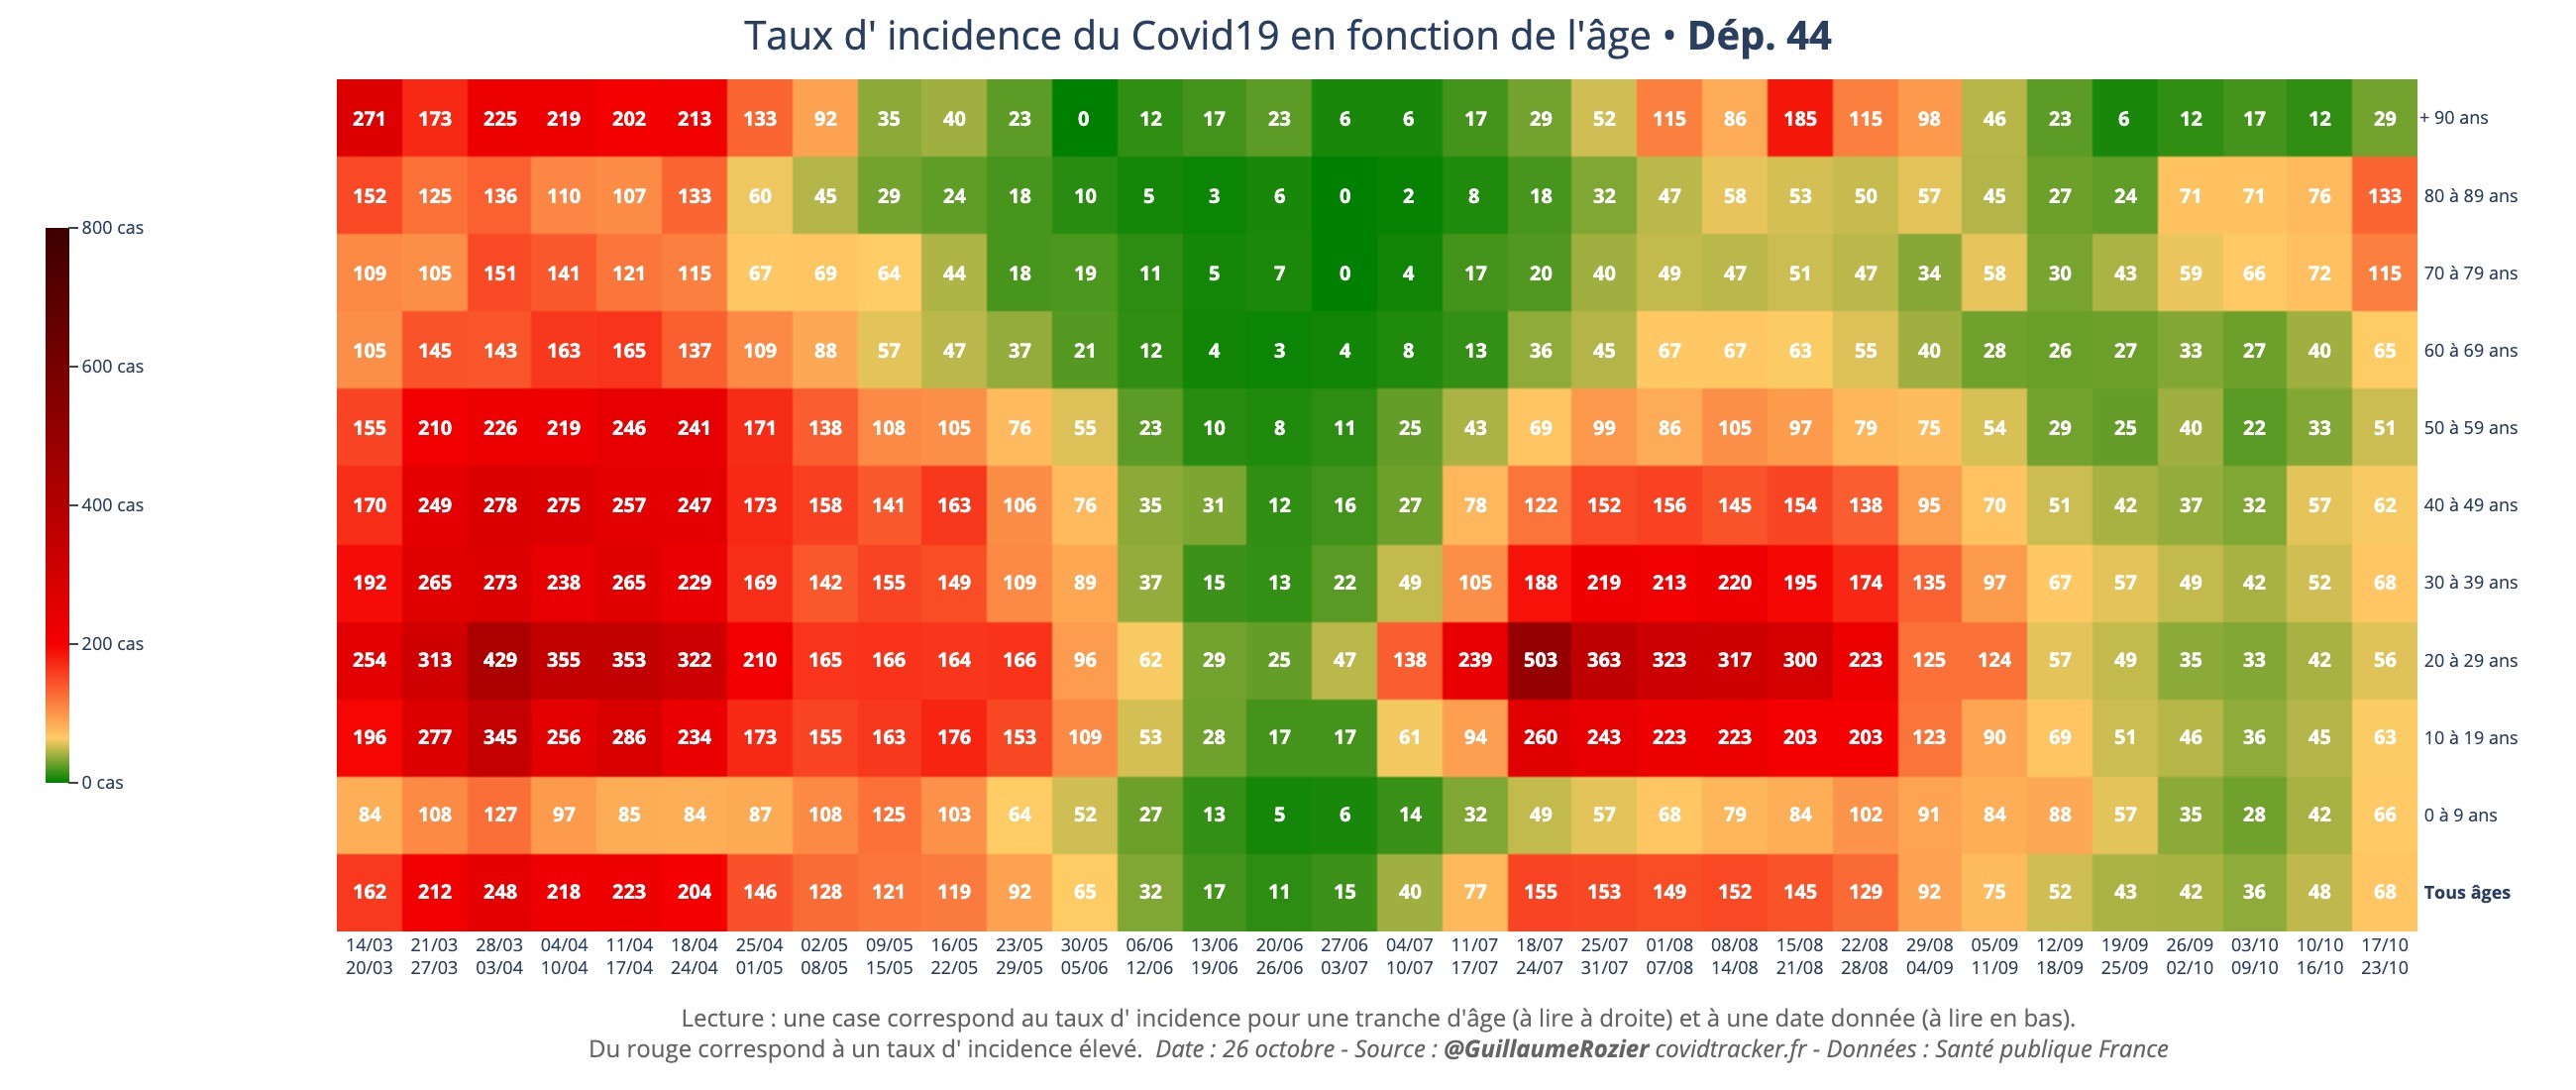 Taux d' incidence du Covid19 en fonction de l'âge • Dép. 44
800 cas
600 cas
400 cas
200 cas
0 cas
271 173 225 219 202 213 133 92 35 40 23 0 12 17 23 6 6 17 29 52 115 86 185 115 98 46 23 6 12 17 12 29 + 90 ans
152 125 136 110 107 133 60 45 29 24 18 10 5 3 6 0 2 8 18 32 47 58 53 50 57 45 27 24 71 71 76 133 80 à 89 ans
109 105 151 141 121 115 67 69 64 44 18 19 11 5 7 0 4 17 20 40 49 47 51 47 34 58 30 43 59 66 72 115 70 à 79 ans
105 145 143 163 165 137 109 88 57 47 37 21 12 4 3 4 8 13 36 45 67 67 63 55 40 28 26 27 33 27 40 65 60 à 69 ans
155 210 226 219 246 241 171 138 108 105 76 55 23 10 8 11 25 43 69 99 86 105 97 79 75 54 29 25 40 22 33 51 50 à 59 ans
170 249 278 275 257 247 173 158 141 163 106 76 35 31 12 16 27 78 122 152 156 145 154 138 95 70 51 42 37 32 57 62 40 à 49 ans
192 265 273 238 265 229 169 142 155 149 109 89 37 15 13 22 49 105 188 219 213 220 195 174 135 97 67 57 49 42 52 68 30 à 39 ans
254 313 429 355 353 322 210 165 166 164 166 96 62 29 25 47 138 239 503 363 323 317 300 223 125 124 57 49 35 33 42 56 20 à 29 ans
196 277 345 256 286 234 173 155 163 176 153 109 53 28 17 17 61 94 260 243 223 223 203 203 123 90 69 51 46 36 45 63 10 à 19 ans
84 108 127 97 85 84 87 108 125 103 64 52 27 13 5 6 14 32 49 57 68 79 84 102 91 84 88 57 35 28 42 66 0 à 9 ans
162 212 248 218 223 204 146 128 121 119 92 65 32 17 11 15 40 77 155 153 149 152 145 129 92 75 52 43 42 36 48 68 Tous âges
14/03 21/03 28/03 04/04 11/04 18/04 25/04 02/05 09/05 16/05 23/05 30/05 06/06 13/06 20/06 27/06 04/07 11/07 18/07 25/07 01/08 08/08 15/08 22/08 29/08 05/09 12/09 19/09 26/09 03/10 10/10 17/10
20/03 27/03 03/04 10/04 17/04 24/04 01/05 08/05 15/05 22/05 29/05 05/06 12/06 19/06 26/06 03/07 10/07 17/07 24/07 31/07 07/08 14/08 21/08 28/08 04/09 11/09 18/09 25/09 02/10 09/10 16/10 23/10
Lecture : une case correspond au taux d' incidence pour une tranche d'âge (à lire à droite) et à une date donnée (à lire en bas).
Du rouge correspond à un taux d' incidence élevé. Date : 26 octobre - Source : @GuillaumeRozier covidtracker.fr - Données : Santé publique France